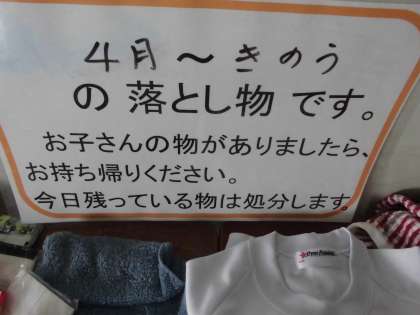 4月～きのう
の落とし物です。
お子さんの物がありましたら、
お持ち帰りください。
今日残っている物は処分します。